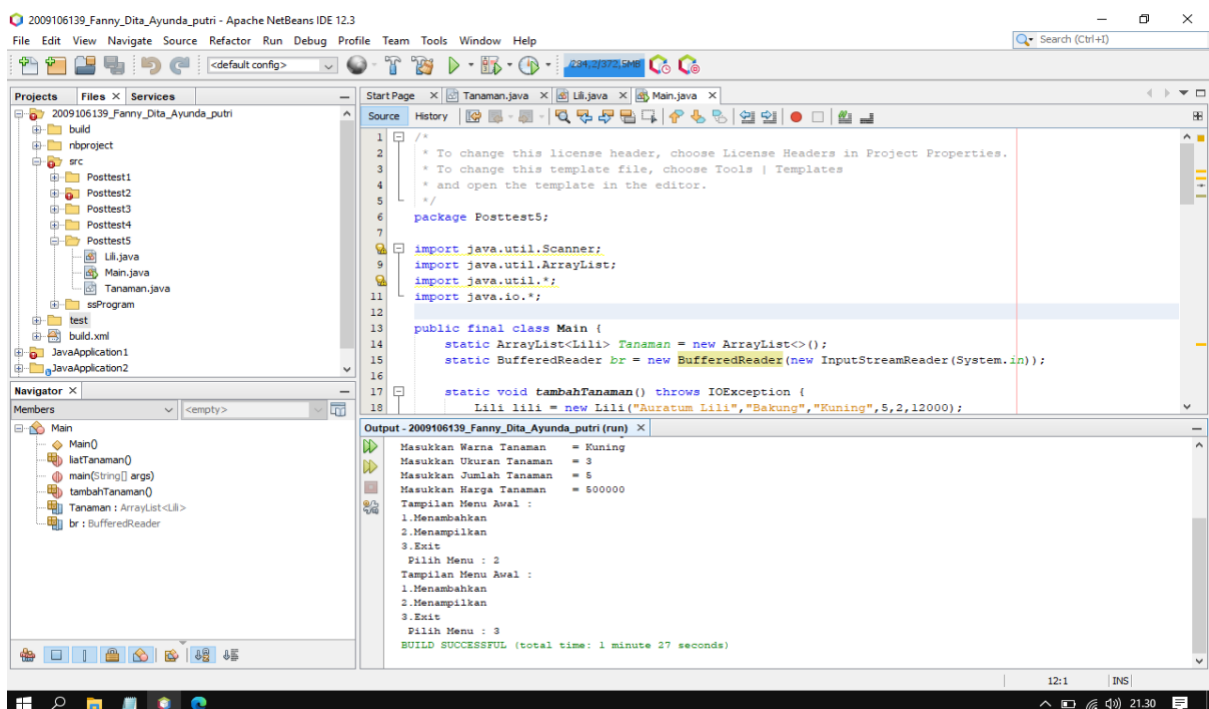 2009106139_Fanny_Dita_Ayunda_putri - Apache NetBeans IDE 12.3
File Edit View Navigate Source Refactor Run Debug Profile Team Tools Window Help
Search (Ctrl+I)
<default config>
294,2/372,5MB
Projects Files Services
2009106139_Fanny_Dita_Ayunda_putri
build
nbproject
src
Posttest1
Posttest2
Posttest3
Posttest4
Posttest5
Lili.java
Main.java
Tanaman.java
ssProgram
test
build.xml
JavaApplication1
JavaApplication2
Navigator
Members <empty>
Main
Main()
liatTanaman()
main(String[] args)
tambahTanaman()
Tanaman : ArrayList<Lili>
br : BufferedReader
Start Page Tanaman.java Lili.java Main.java
Source History
1 /*
2 * To change this license header, choose License Headers in Project Properties.
3 * To change this template file, choose Tools | Templates
4 * and open the template in the editor.
5 */
6 package Posttest5;
7
import java.util.Scanner;
9 import java.util.ArrayList;
import java.util.*;
11 import java.io.*;
12
13 public final class Main {
14 static ArrayList<Lili> Tanaman = new ArrayList<>();
15 static BufferedReader br = new BufferedReader(new InputStreamReader(System.in));
16
17 static void tambahTanaman() throws IOException {
18 Lili lili = new Lili("Auratum Lili","Bakung","Kuning",5,2,12000);
Output - 2009106139_Fanny_Dita_Ayunda_putri (run)
Masukkan Warna Tanaman = Kuning
Masukkan Ukuran Tanaman = 3
Masukkan Jumlah Tanaman = 5
Masukkan Harga Tanaman = 500000
Tampilan Menu Awal :
1.Menambahkan
2.Menampilkan
3.Exit
Pilih Menu : 2
Tampilan Menu Awal :
1.Menambahkan
2.Menampilkan
3.Exit
Pilih Menu : 3
BUILD SUCCESSFUL (total time: 1 minute 27 seconds)
12:1 INS
21.30